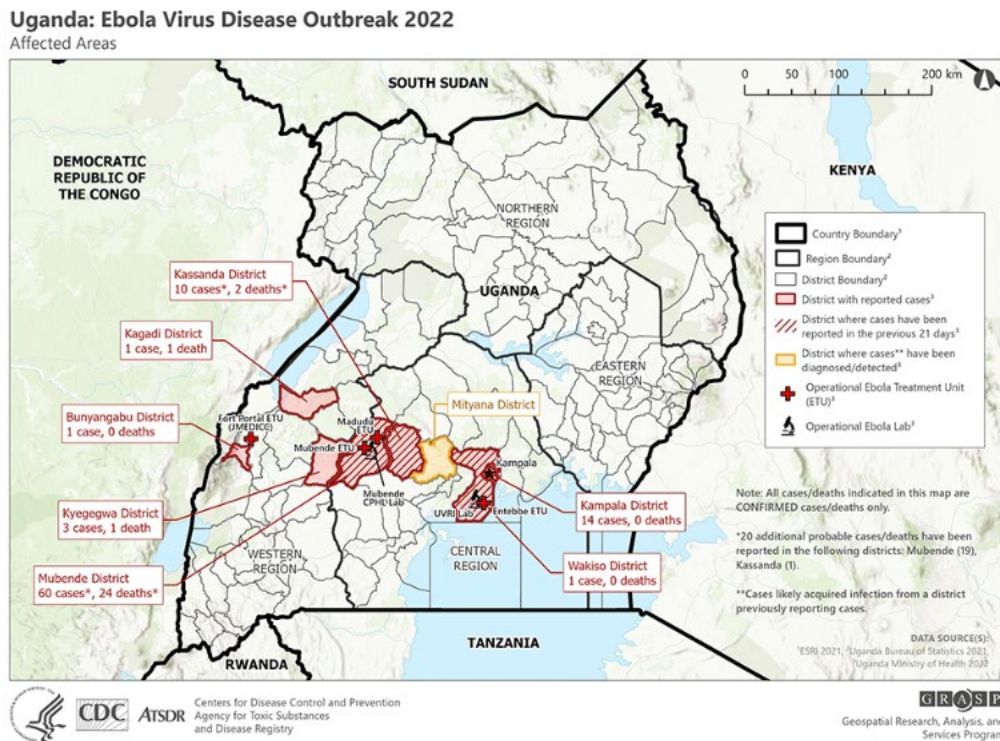 Uganda: Ebola Virus Disease Outbreak 2022
Affected Areas
SOUTH SUDAN
0 50 100 200 km
DEMOCRATIC
REPUBLIC OF
THE CONGO
KENYA
NORTHERN
REGION
UGANDA
EASTERN
REGION
Kassanda District
10 cases*, 2 deaths*
Kagadi District
1 case, 1 death
Bunyangabu District
1 case, 0 deaths
Fort Portal ETU
(JMEDICC)
Maduda
ETU
Mubende ETU
Mityana District
Kampala
Mubende
CPHL Lab
UVRI Lab
Entebbe ETU
Kyegegwa District
3 cases, 1 death
Kampala District
14 cases, 0 deaths
Mubende District
60 cases*, 24 deaths*
WESTERN
REGION
CENTRAL
REGION
Wakiso District
1 case, 0 deaths
TANZANIA
RWANDA
Country Boundary¹
Region Boundary²
District Boundary²
District with reported cases³
District where cases have been
reported in the previous 21 days³
District where cases** have been
diagnosed/detected³
Operational Ebola Treatment Unit
(ETU)³
Operational Ebola Lab³
Note: All cases/deaths indicated in this map are
CONFIRMED cases/deaths only.
*20 additional probable cases/deaths have been
reported in the following districts: Mubende (19),
Kassanda (1).
**Cases likely acquired infection from a district
previously reporting cases.
DATA SOURCE(S):
¹ESRI 2021, ²Uganda Bureau of Statistics 2021,
³Uganda Ministry of Health 2022
CDC
ATSDR
Centers for Disease Control and Prevention
Agency for Toxic Substances
and Disease Registry
GRASP
Geospatial Research, Analysis, and
Services Program